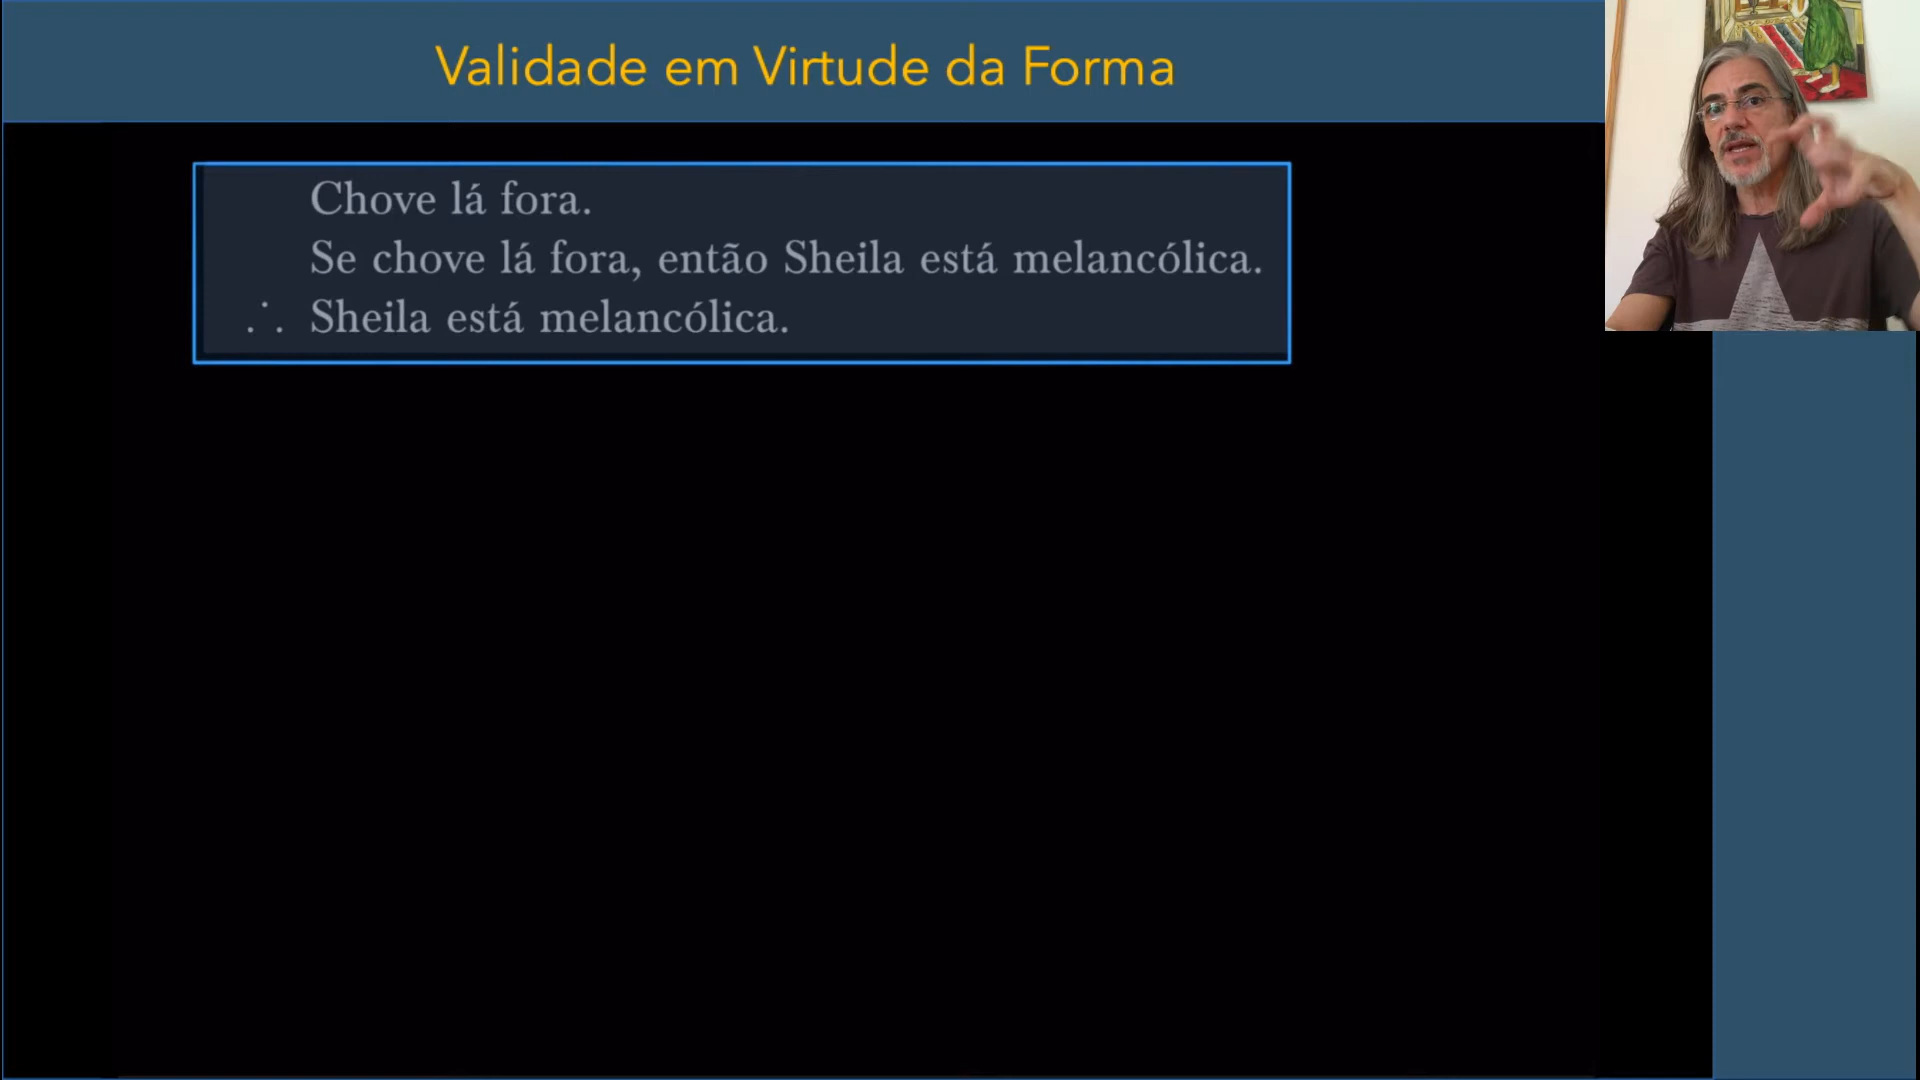 Validade em Virtude da Forma
Chove lá fora.
Se chove lá fora, então Sheila está melancólica.
∴ Sheila está melancólica.